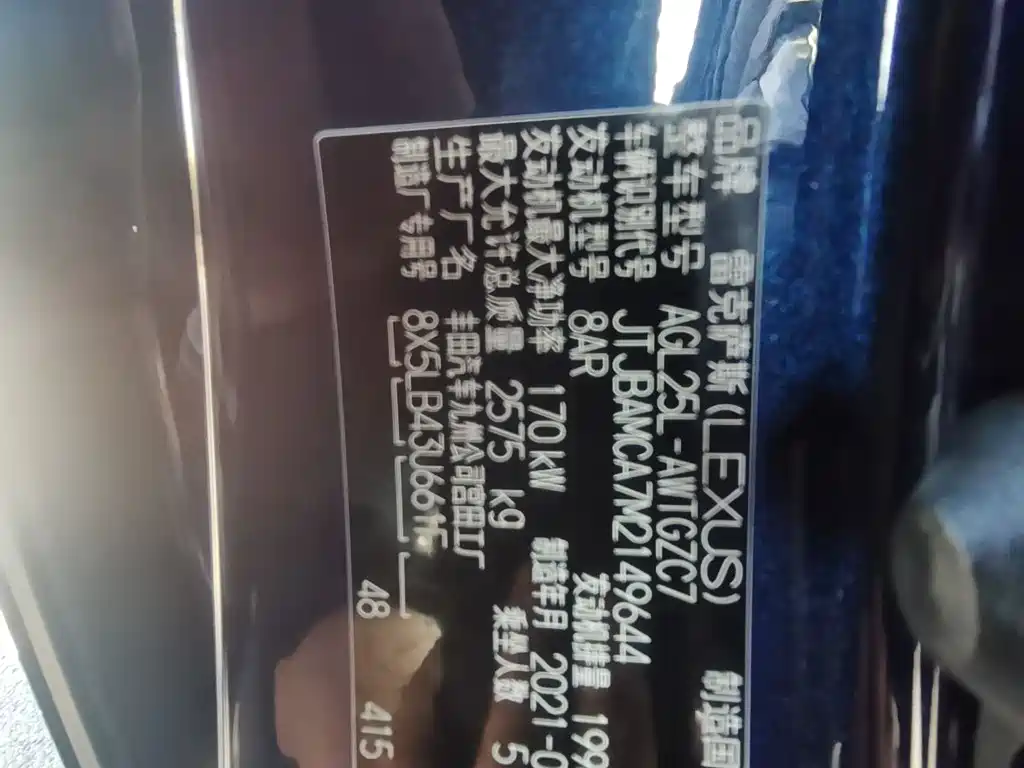 品牌 雷克萨斯(LEXUS) 制造国
整车型号 AGL25L-AWTGZC7
车辆识别代号 JTJBAMCA7M2149644
发动机型号 8AR 发动机排量 199
发动机最大净功率 170kW 制造年月 2021-0
最大允许总质量 2575 kg 乘坐人数 5
生产厂名 丰田汽车九州公司宫田工厂
制造厂专用号 8X5LB43U66
48 415